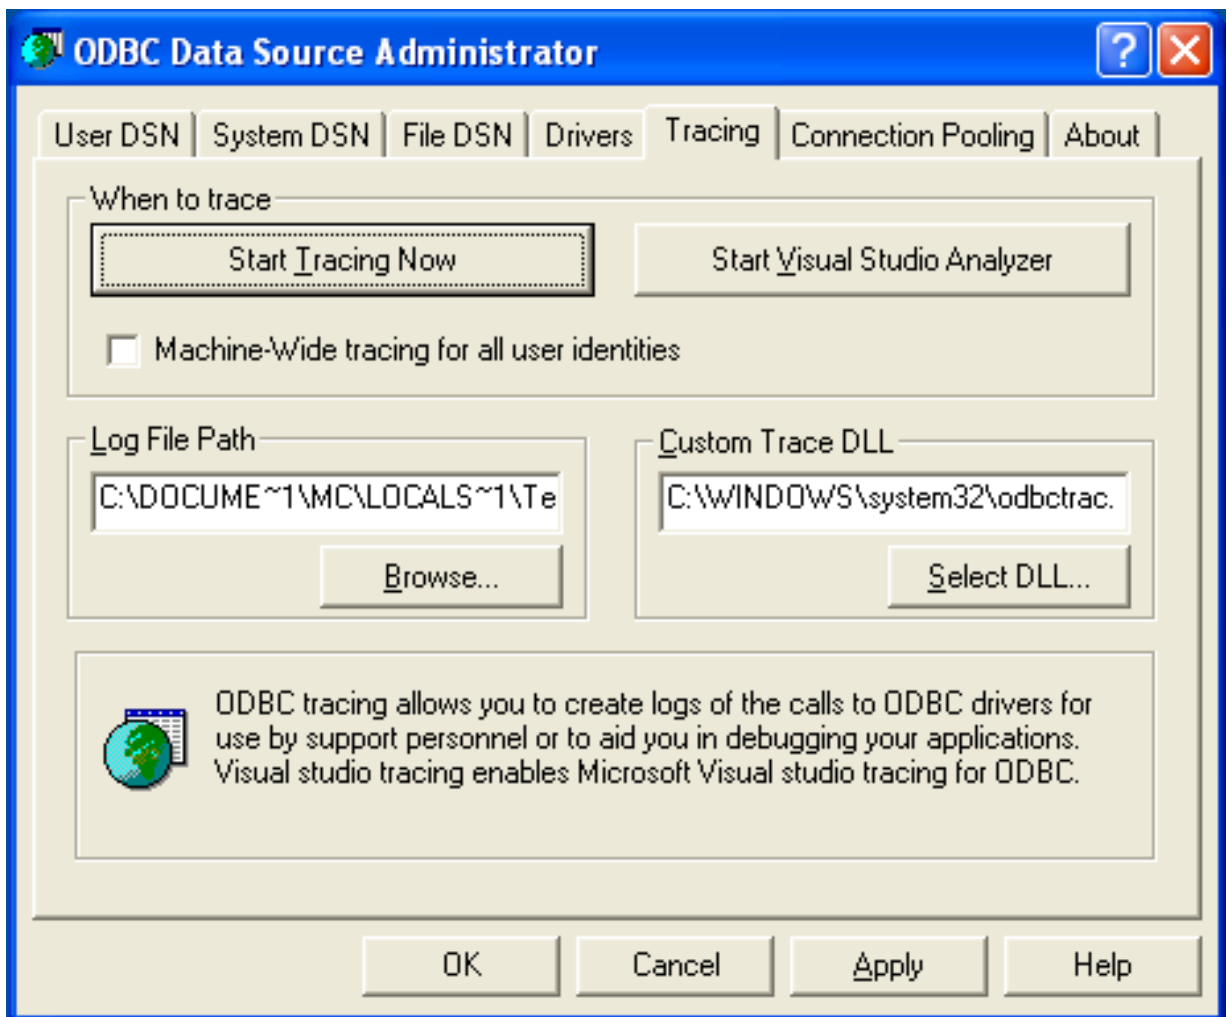 ODBC Data Source Administrator
User DSN System DSN File DSN Drivers Tracing Connection Pooling About
When to trace
Start Tracing Now Start Visual Studio Analyzer
Machine-Wide tracing for all user identities
Log File Path Custom Trace DLL
C:\DOCUME~1\MC\LOCALS~1\Te C:\WINDOWS\system32\odbctrac.
Browse... Select DLL...
ODBC tracing allows you to create logs of the calls to ODBC drivers for
use by support personnel or to aid you in debugging your applications.
Visual studio tracing enables Microsoft Visual studio tracing for ODBC.
OK Cancel Apply Help